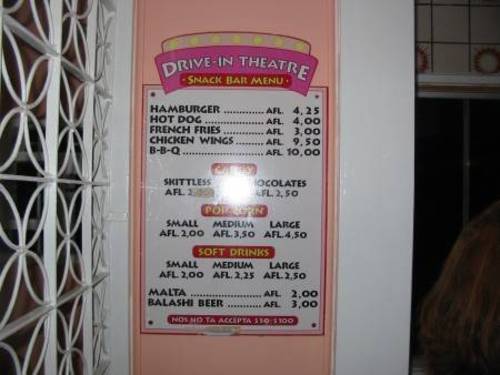 DRIVE-IN THEATRE
SNACK BAR MENU
HAMBURGER AFL. 4,25
HOT DOG AFL. 4,00
FRENCH FRIES AFL. 3,00
CHICKEN WINGS AFL. 9,50
B-B-Q AFL. 10,00
SKITTLESS
AFL. AFL. 2,50
POPCORN
SMALL MEDIUM LARGE
AFL. 2,00 AFL. 3,50 AFL. 4,50
SOFT DRINKS
SMALL MEDIUM LARGE
AFL. 2,00 AFL. 2,25 AFL. 2,50
MALTA AFL. 2,00
BALASHI BEER AFL. 3,00
NOS NO TA ACCEPTA $50/$100